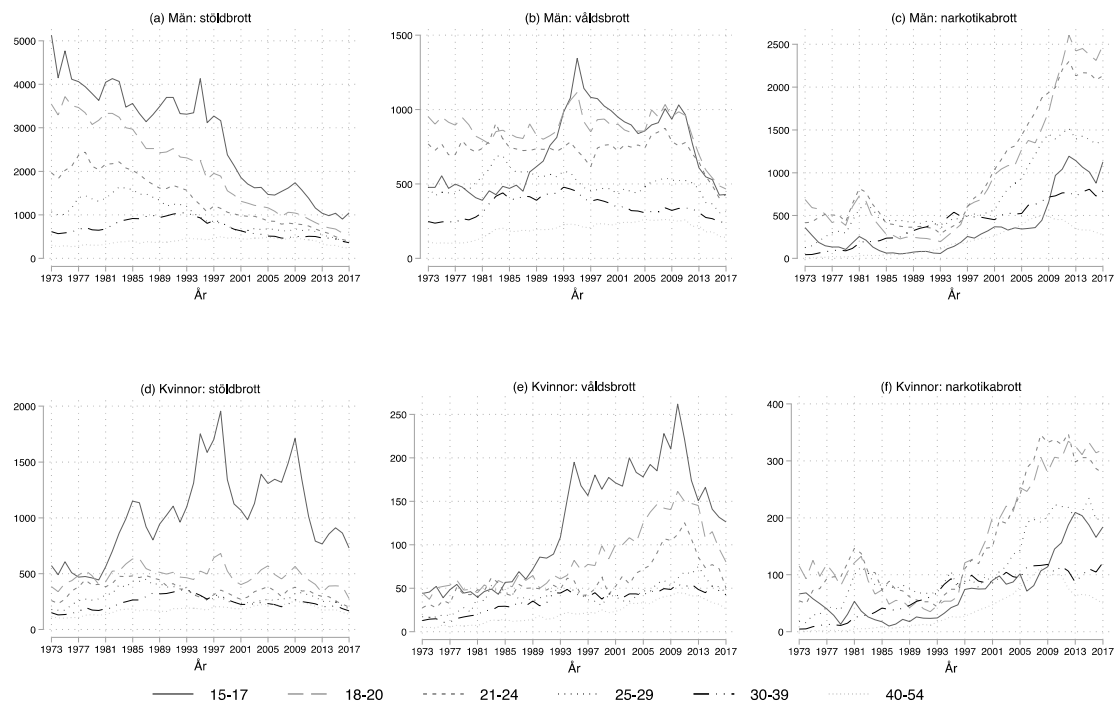 (a) Män: stöldbrott
5000
4000
3000
2000
1000
0
1973 1977 1981 1985 1989 1993 1997 2001 2005 2009 2013 2017
År
(b) Män: våldsbrott
1500
1000
500
0
1973 1977 1981 1985 1989 1993 1997 2001 2005 2009 2013 2017
År
(c) Män: narkotikabrott
2500
2000
1500
1000
500
0
1973 1977 1981 1985 1989 1993 1997 2001 2005 2009 2013 2017
År
(d) Kvinnor: stöldbrott
2000
1500
1000
500
0
1973 1977 1981 1985 1989 1993 1997 2001 2005 2009 2013 2017
År
(e) Kvinnor: våldsbrott
250
200
150
100
50
0
1973 1977 1981 1985 1989 1993 1997 2001 2005 2009 2013 2017
År
(f) Kvinnor: narkotikabrott
400
300
200
100
0
1973 1977 1981 1985 1989 1993 1997 2001 2005 2009 2013 2017
År
15-17 18-20 21-24 25-29 30-39 40-54